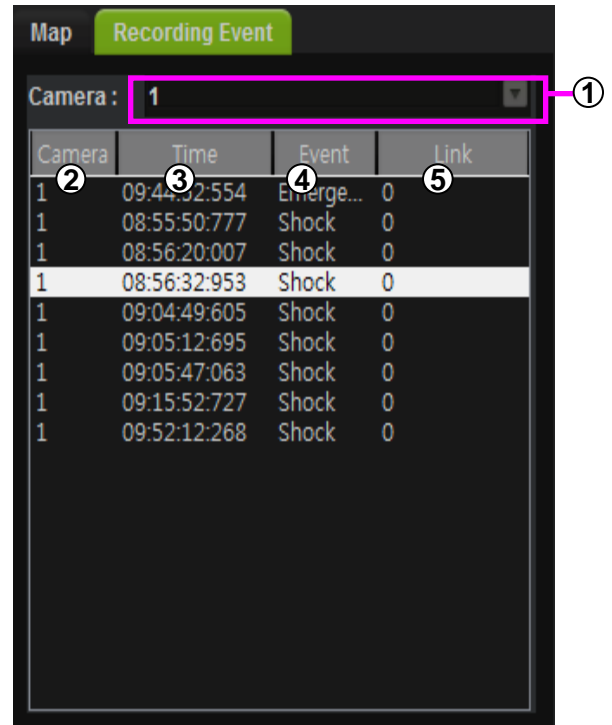 Map Recording Event
Camera : 1 ①
Camera Time Event Link
② ③ ④ ⑤
1 09:44:52:554 Emerge... 0
1 08:55:50:777 Shock 0
1 08:56:20:007 Shock 0
1 08:56:32:953 Shock 0
1 09:04:49:605 Shock 0
1 09:05:12:695 Shock 0
1 09:05:47:063 Shock 0
1 09:15:52:727 Shock 0
1 09:52:12:268 Shock 0